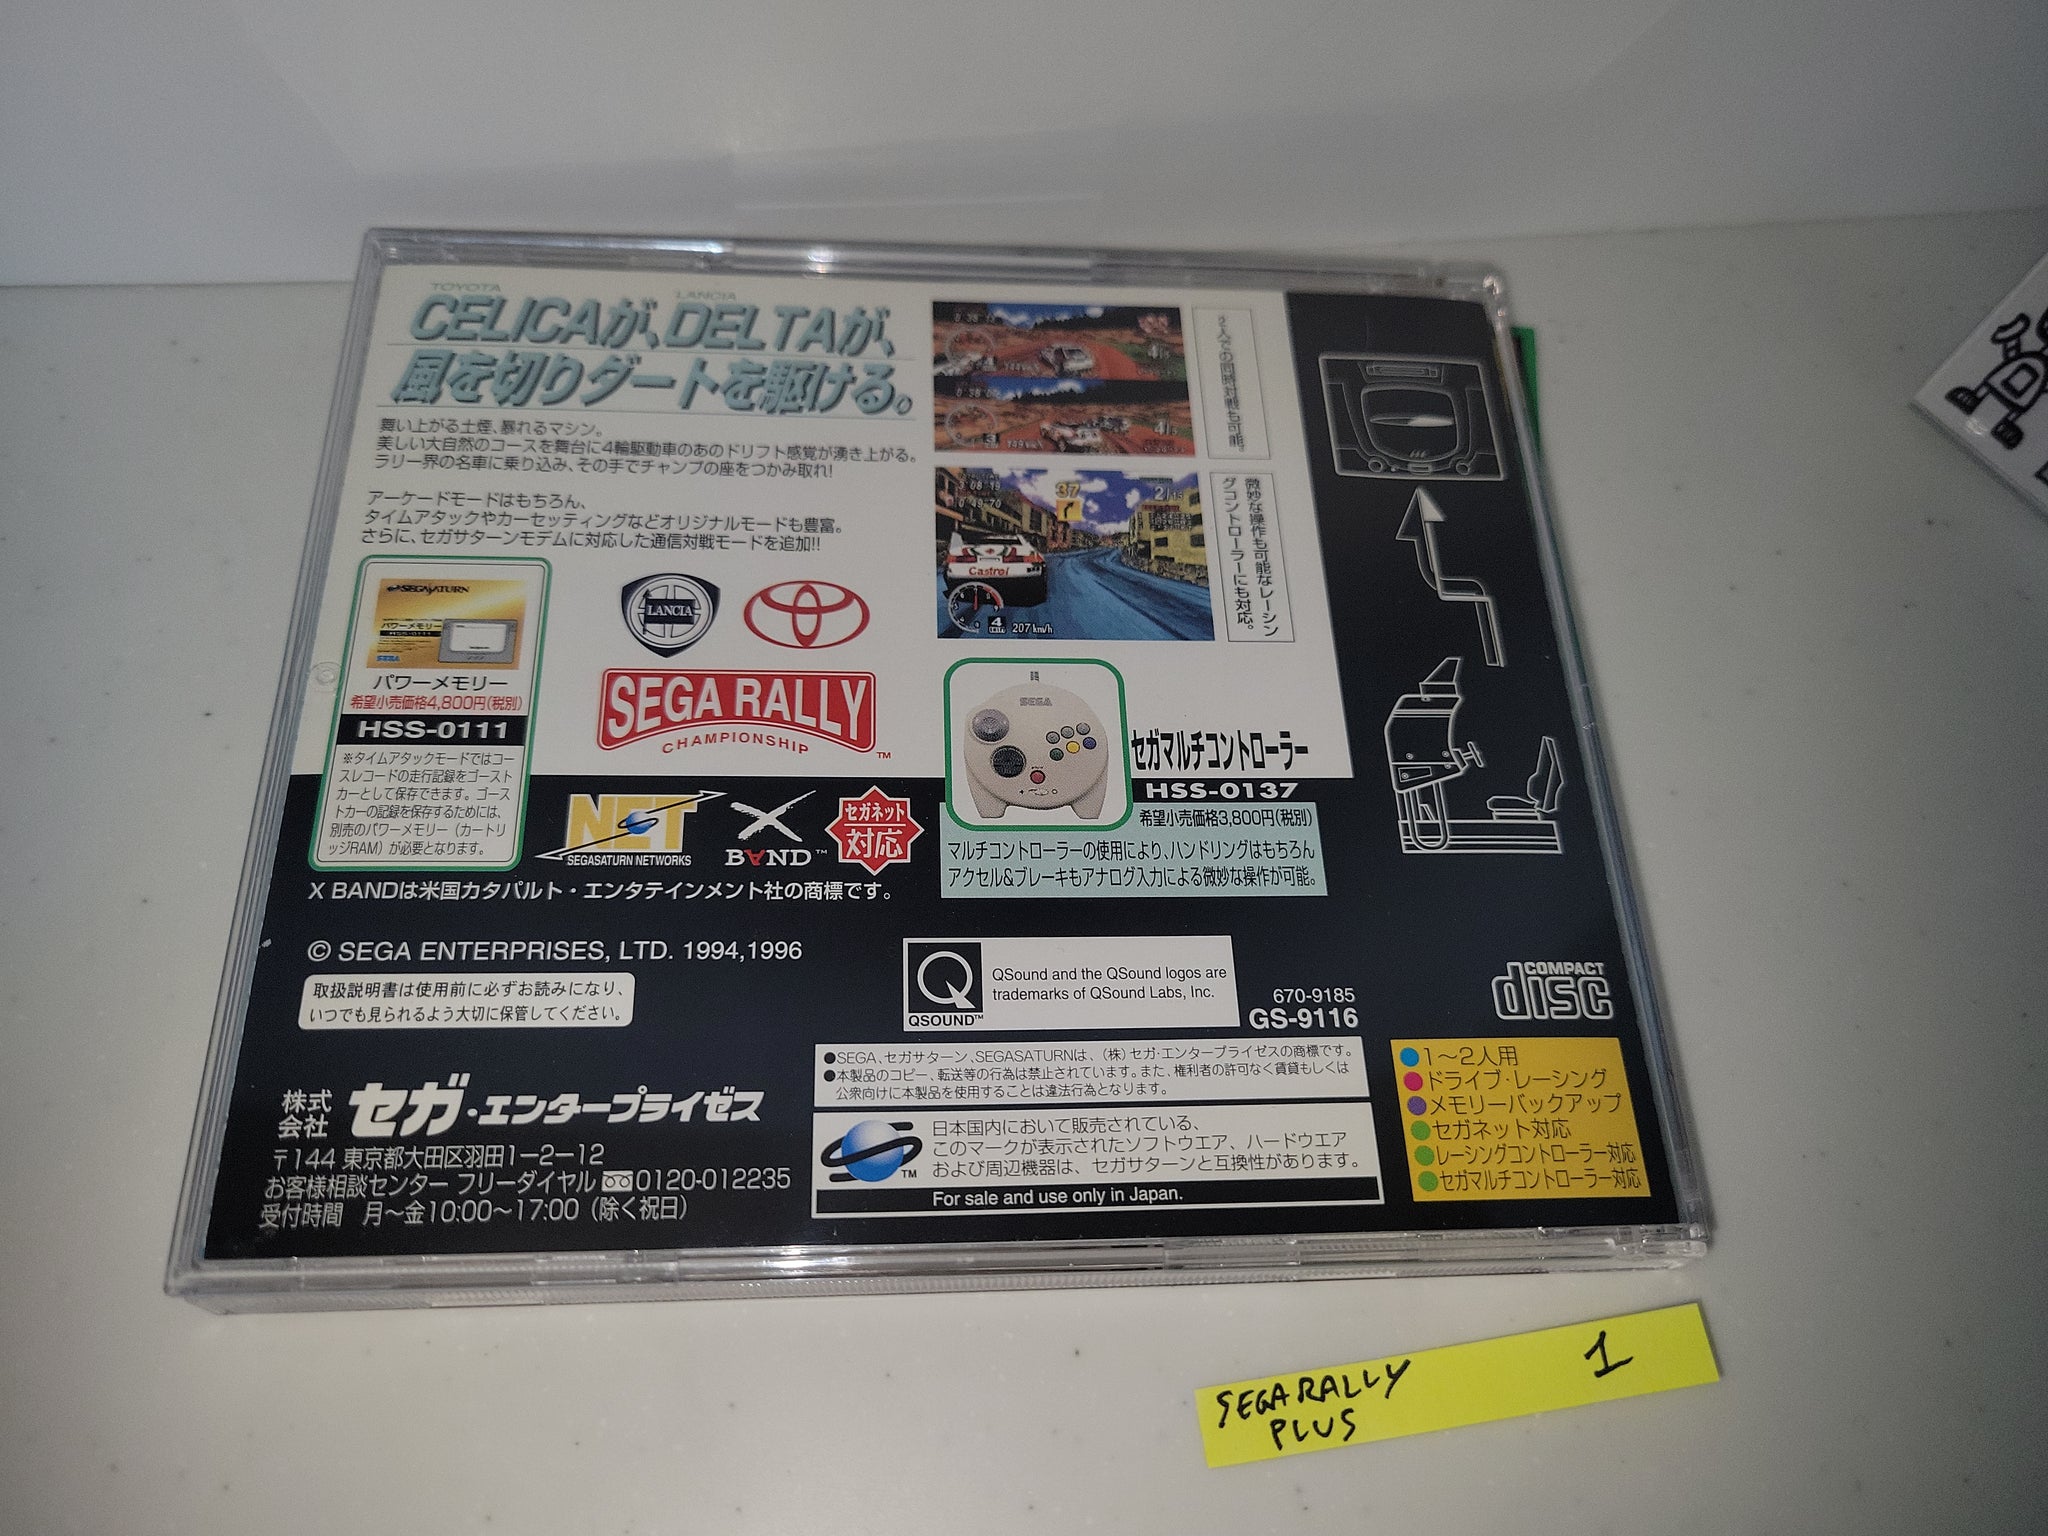 TOYOTA LANCIA
CELICAが、DELTAが、
風を切りダートを駆ける。
舞い上がる土煙、暴れるマシン。
美しい大自然のコースを舞台に4輪駆動車のあのドリフト感覚が湧き上がる。
ラリー界の名車に乗り込み、その手でチャンプの座をつかみ取れ!
アーケードモードはもちろん、
タイムアタックやカーセッティングなどオリジナルモードも豊富。
さらに、セガサターンモデムに対応した通信対戦モードを追加!!
2人での同時対戦も可能。
37
2/15
Castrol
4
207 km/h
微妙な操作も可能なレーシン
グコントローラーにも対応。
SEGA SATURN
パワーメモリー
HSS-0111
SEGA
パワーメモリー
希望小売価格4,800円(税別)
HSS-0111
※タイムアタックモードではコー
スレコードの走行記録をゴースト
カーとして保存できます。ゴース
トカーの記録を保存するためには、
別売のパワーメモリー(カートリ
ッジRAM)が必要となります。
LANCIA
SEGA RALLY
CHAMPIONSHIP
TM
SEGA
セガマルチコントローラー
HSS-0137
希望小売価格3,800円(税別)
マルチコントローラーの使用により、ハンドリングはもちろん
アクセル&ブレーキもアナログ入力による微妙な操作が可能。
NET
SEGASATURN NETWORKS
X BAND™
セガネット
対応
X BANDは米国カタパルト・エンタテインメント社の商標です。
© SEGA ENTERPRISES, LTD. 1994,1996
取扱説明書は使用前に必ずお読みになり、
いつでも見られるよう大切に保管してください。
QSOUND™
QSound and the QSound logos are
trademarks of QSound Labs, Inc.
670-9185
GS-9116
COMPACT
disc
株式
会社 セガ・エンタープライゼス
〒144 東京都大田区羽田1-2-12
お客様相談センター フリーダイヤル 0120-012235
受付時間 月~金10:00~17:00(除く祝日)
●SEGA、セガサターン、SEGASATURNは、(株)セガ・エンタープライゼスの商標です。
●本製品のコピー、転送等の行為は禁止されています。また、権利者の許可なく賃貸もしくは
公衆向けに本製品を使用することは違法行為となります。
日本国内において販売されている、
このマークが表示されたソフトウエア、ハードウエア
および周辺機器は、セガサターンと互換性があります。
TM
For sale and use only in Japan.
●1~2人用
●ドライブ・レーシング
●メモリーバックアップ
●セガネット対応
●レーシングコントローラー対応
●セガマルチコントローラー対応
SEGA RALLY
PLUS
1